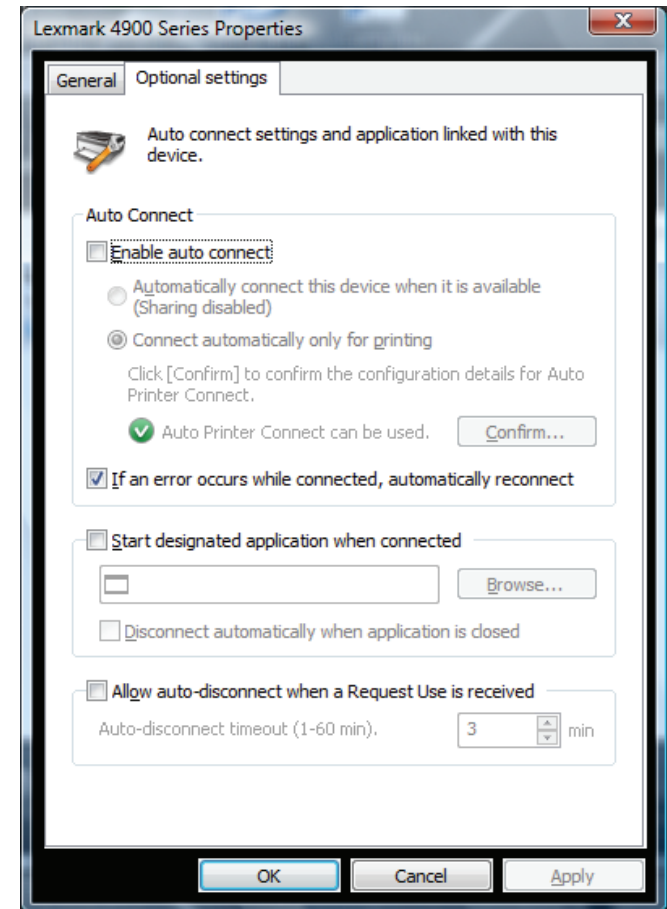 Lexmark 4900 Series Properties
General
Optional settings
Auto connect settings and application linked with this
device.
Auto Connect
Enable auto connect
Automatically connect this device when it is available
(Sharing disabled)
Connect automatically only for printing
Click [Confirm] to confirm the configuration details for Auto
Printer Connect.
Auto Printer Connect can be used.
Confirm...
If an error occurs while connected, automatically reconnect
Start designated application when connected
Browse...
Disconnect automatically when application is closed
Allow auto-disconnect when a Request Use is received
Auto-disconnect timeout (1-60 min).
3
min
OK
Cancel
Apply